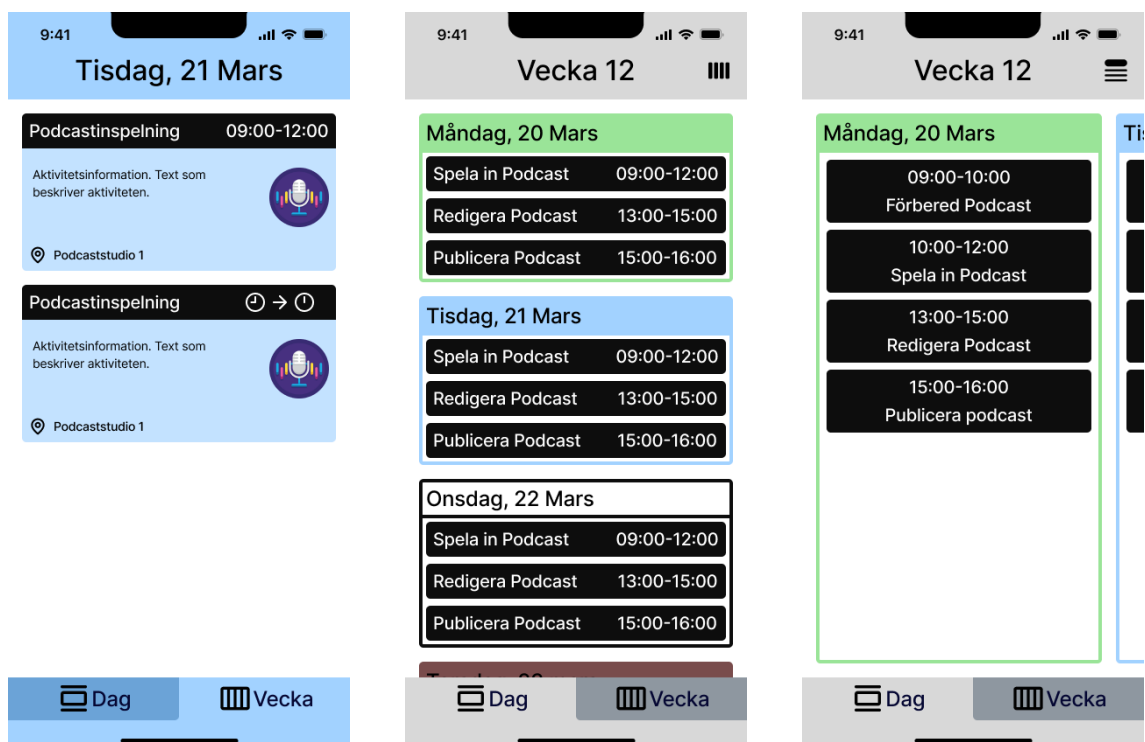 9:41
Tisdag, 21 Mars
Podcastinspelning 09:00-12:00
Aktivitetsinformation. Text som
beskriver aktiviteten.
Podcaststudio 1
Podcastinspelning
Aktivitetsinformation. Text som
beskriver aktiviteten.
Podcaststudio 1
Dag Vecka
9:41
Vecka 12
Måndag, 20 Mars
Spela in Podcast 09:00-12:00
Redigera Podcast 13:00-15:00
Publicera Podcast 15:00-16:00
Tisdag, 21 Mars
Spela in Podcast 09:00-12:00
Redigera Podcast 13:00-15:00
Publicera Podcast 15:00-16:00
Onsdag, 22 Mars
Spela in Podcast 09:00-12:00
Redigera Podcast 13:00-15:00
Publicera Podcast 15:00-16:00
Dag Vecka
9:41
Vecka 12
Måndag, 20 Mars
09:00-10:00
Förbered Podcast
10:00-12:00
Spela in Podcast
13:00-15:00
Redigera Podcast
15:00-16:00
Publicera podcast
Dag Vecka